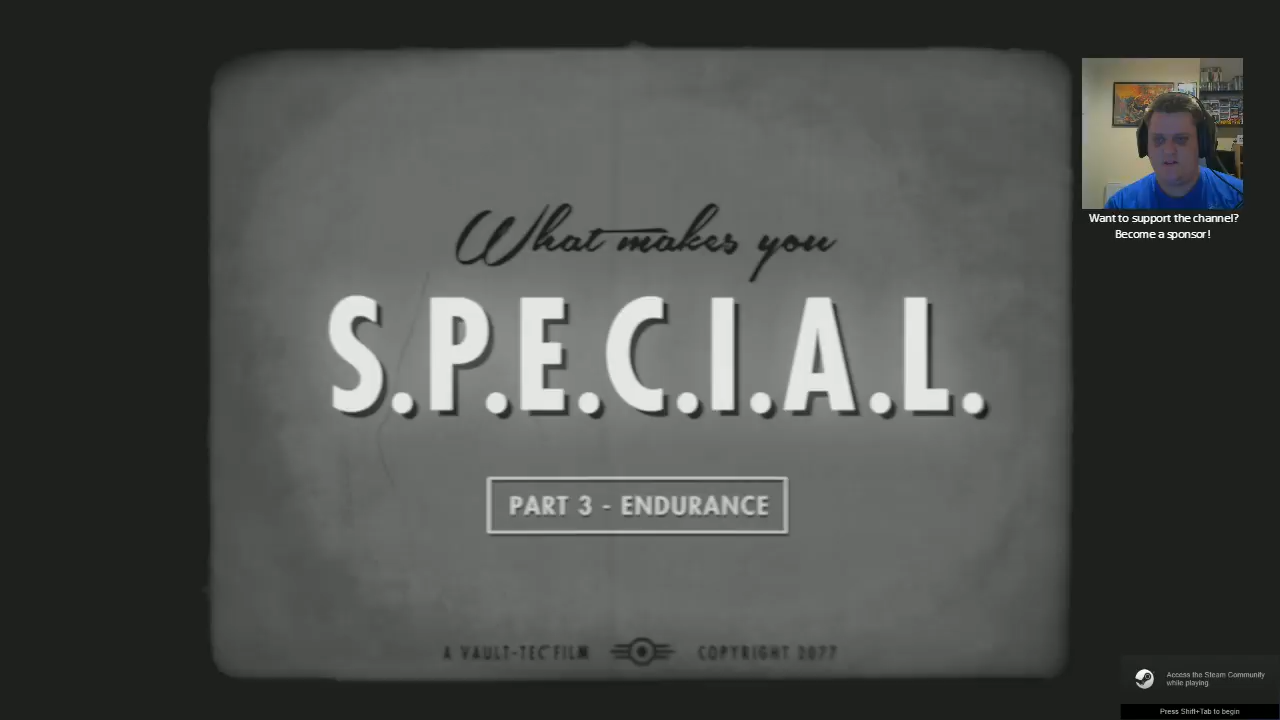 What makes you
S.P.E.C.I.A.L.
PART 3 - ENDURANCE
A VAULT-TEC FILM COPYRIGHT 2077
Want to support the channel?
Become a sponsor!
Access the Steam Community
while playing
Press Shift+Tab to begin